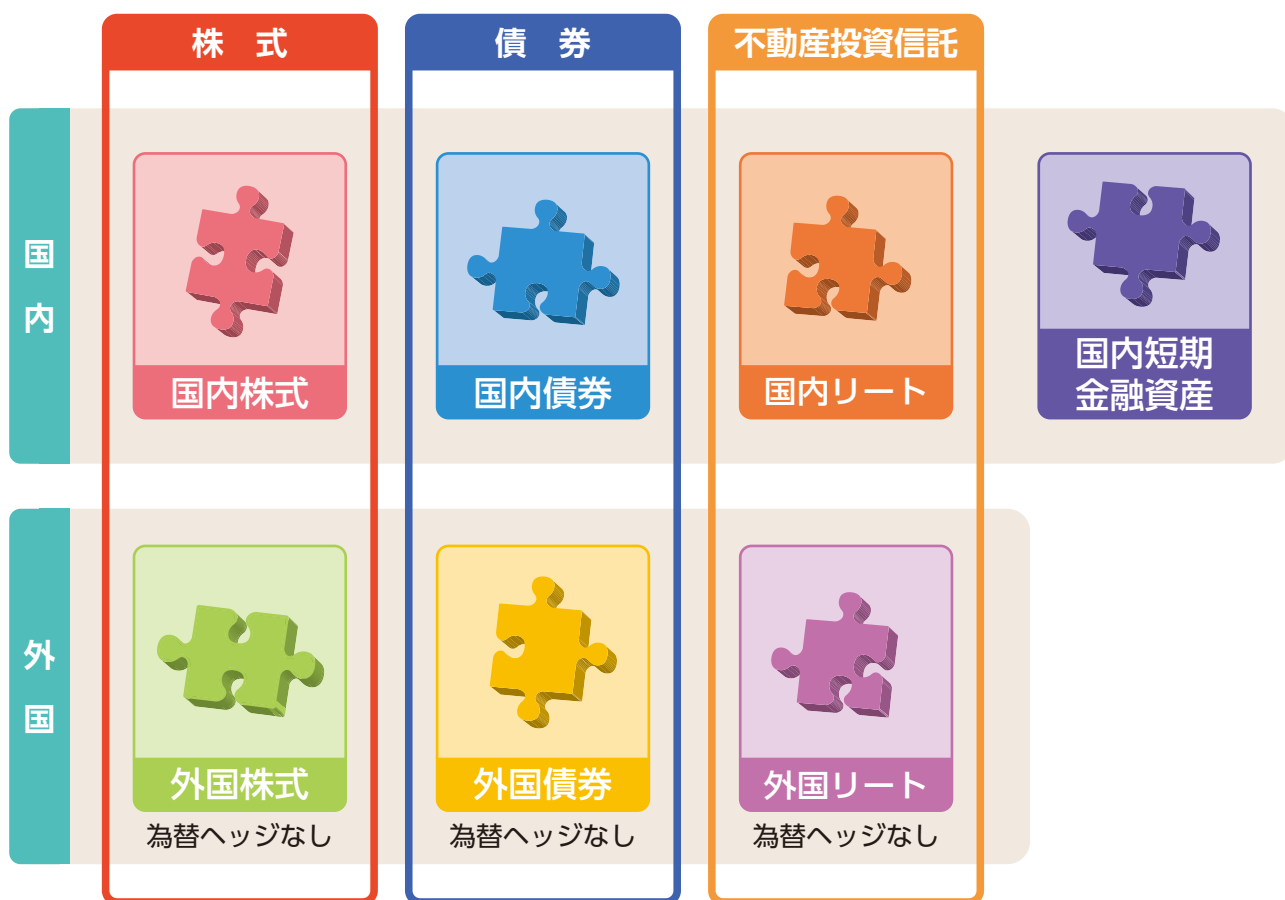 株 式
債 券
不動産投資信託
国内
国内株式
国内債券
国内リート
国内短期
金融資産
外国
外国株式
外国債券
外国リート
為替ヘッジなし
為替ヘッジなし
為替ヘッジなし